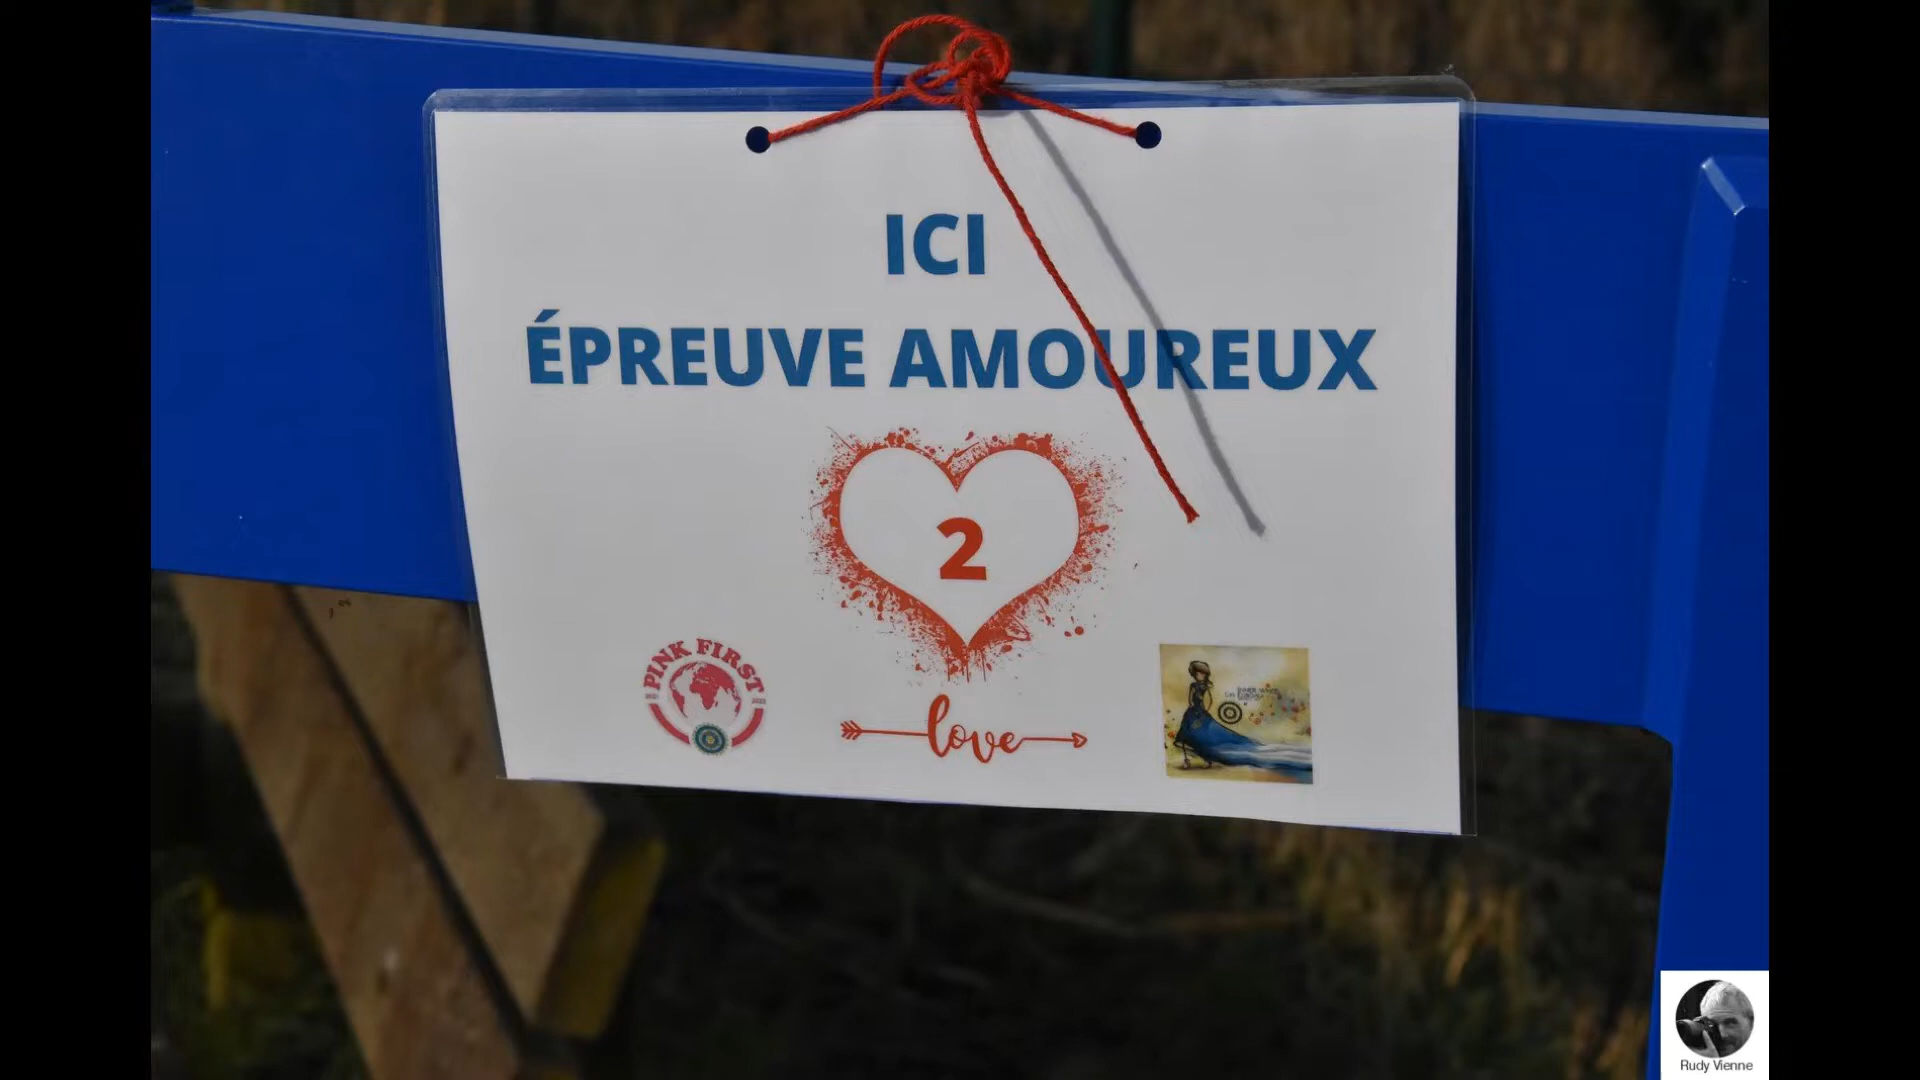 ICI
ÉPREUVE AMOUREUX
2
PINK FIRST
love
Rudy Vienne